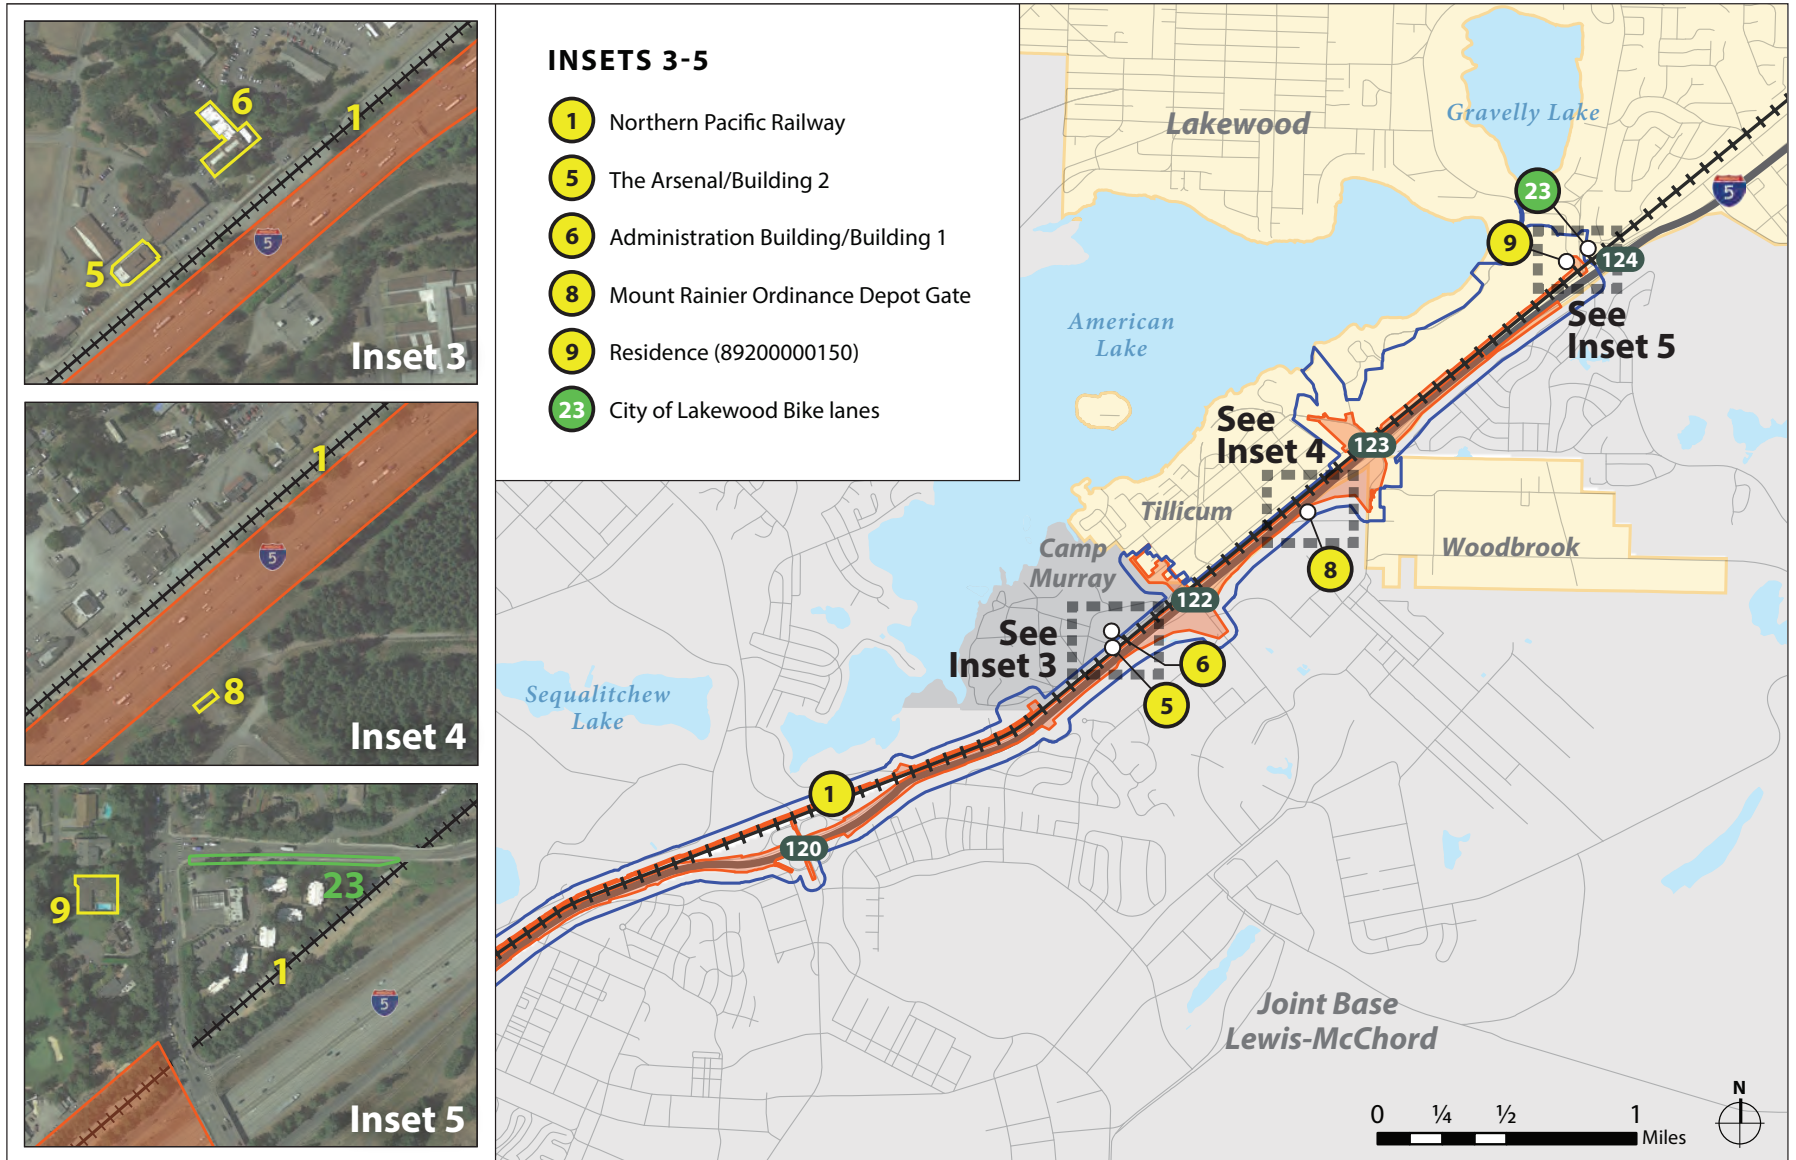 6
1
5
5
Inset 3
1
5
8
Inset 4
23
9
1
5
Inset 5
INSETS 3-5
1 Northern Pacific Railway
5 The Arsenal/Building 2
6 Administration Building/Building 1
8 Mount Rainier Ordinance Depot Gate
9 Residence (89200000150)
23 City of Lakewood Bike lanes
Lakewood
Gravelly Lake
5
23
9
124
See
Inset 5
American
Lake
See
Inset 4
123
Tillicum
Woodbrook
Camp
Murray
8
122
See
Inset 3
6
5
Sequalitchew
Lake
1
120
Joint Base
Lewis-McChord
N
0 ¼ ½ 1
Miles